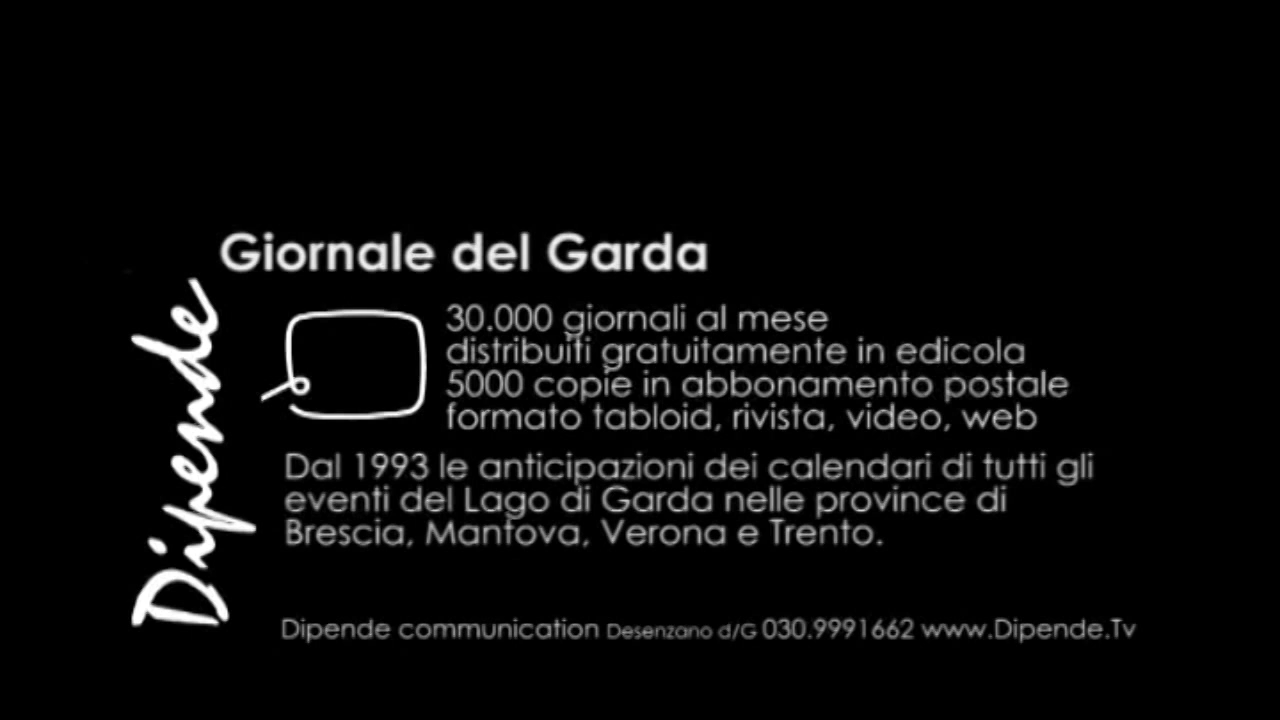 Giornale del Garda
Dipende
30.000 giornali al mese
distribuiti gratuitamente in edicola
5000 copie in abbonamento postale
formato tabloid, rivista, video, web
Dal 1993 le anticipazioni dei calendari di tutti gli
eventi del Lago di Garda nelle province di
Brescia, Mantova, Verona e Trento.
Dipende communication Desenzano d/G 030.9991662 www.Dipende.Tv